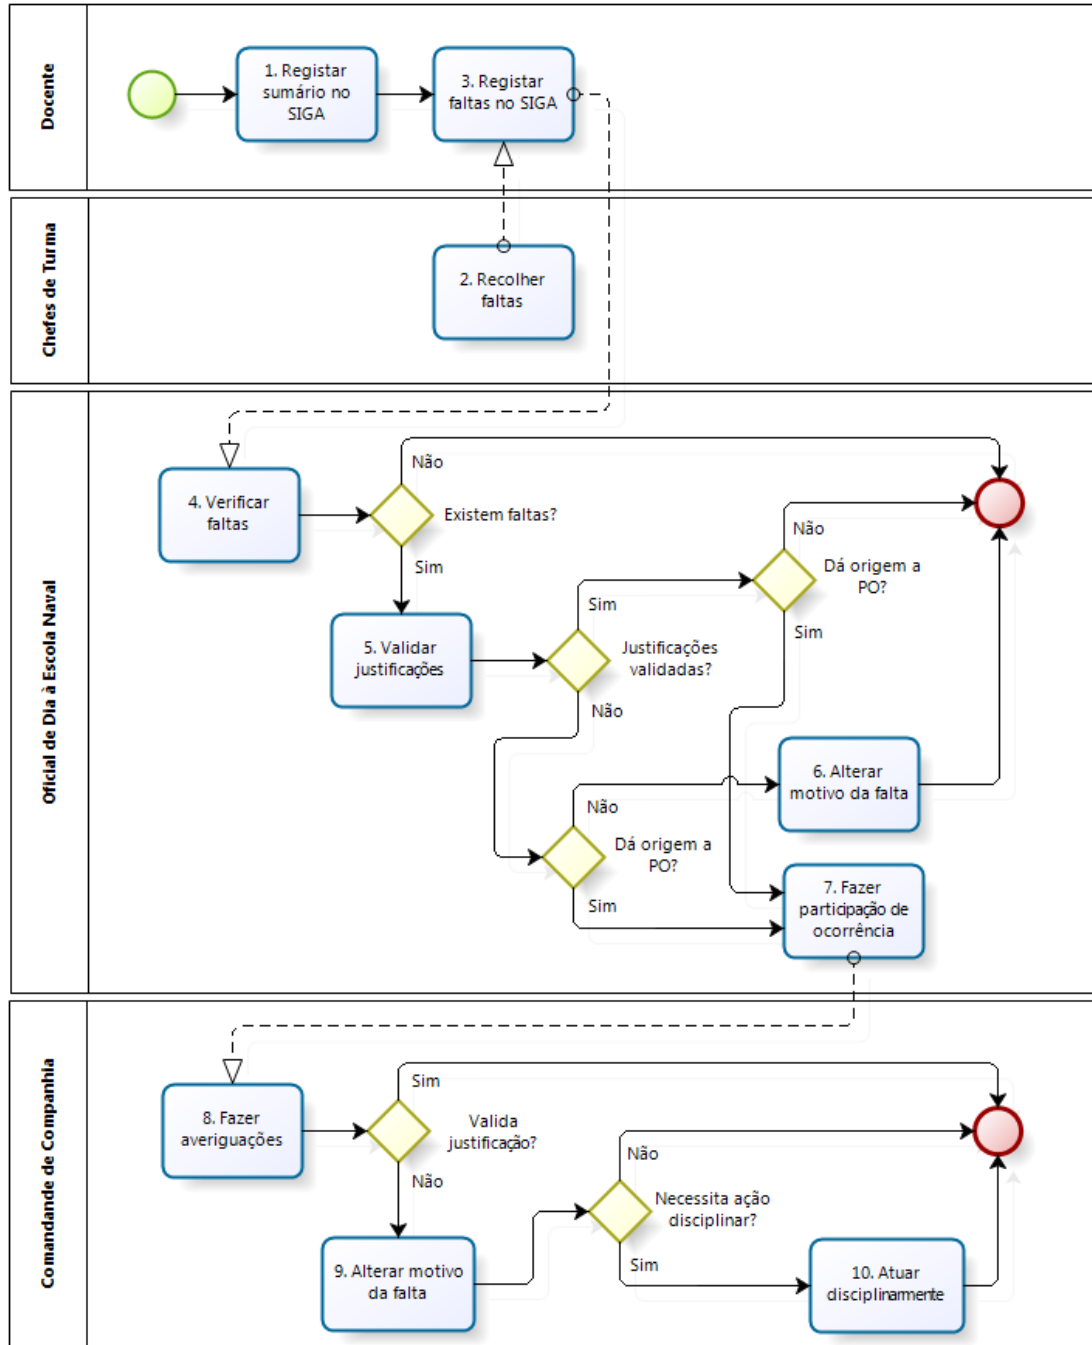 Docente
1. Registar
sumário no
SIGA
3. Registar
faltas no SIGA
Chefes de Turma
2. Recolher
faltas
Oficial de Dia à Escola Naval
4. Verificar
faltas
Não
Existem faltas?
Sim
Não
Dá origem a
PO?
Sim
Sim
5. Validar
justificações
Justificações
validadas?
Não
6. Alterar
motivo da falta
Não
Dá origem a
PO?
Sim
7. Fazer
participação de
ocorrência
Comandande de Companhia
8. Fazer
averiguações
Sim
Valida
justificação?
Não
Não
Necessita ação
disciplinar?
Sim
9. Alterar motivo
da falta
10. Atuar
disciplinarmente